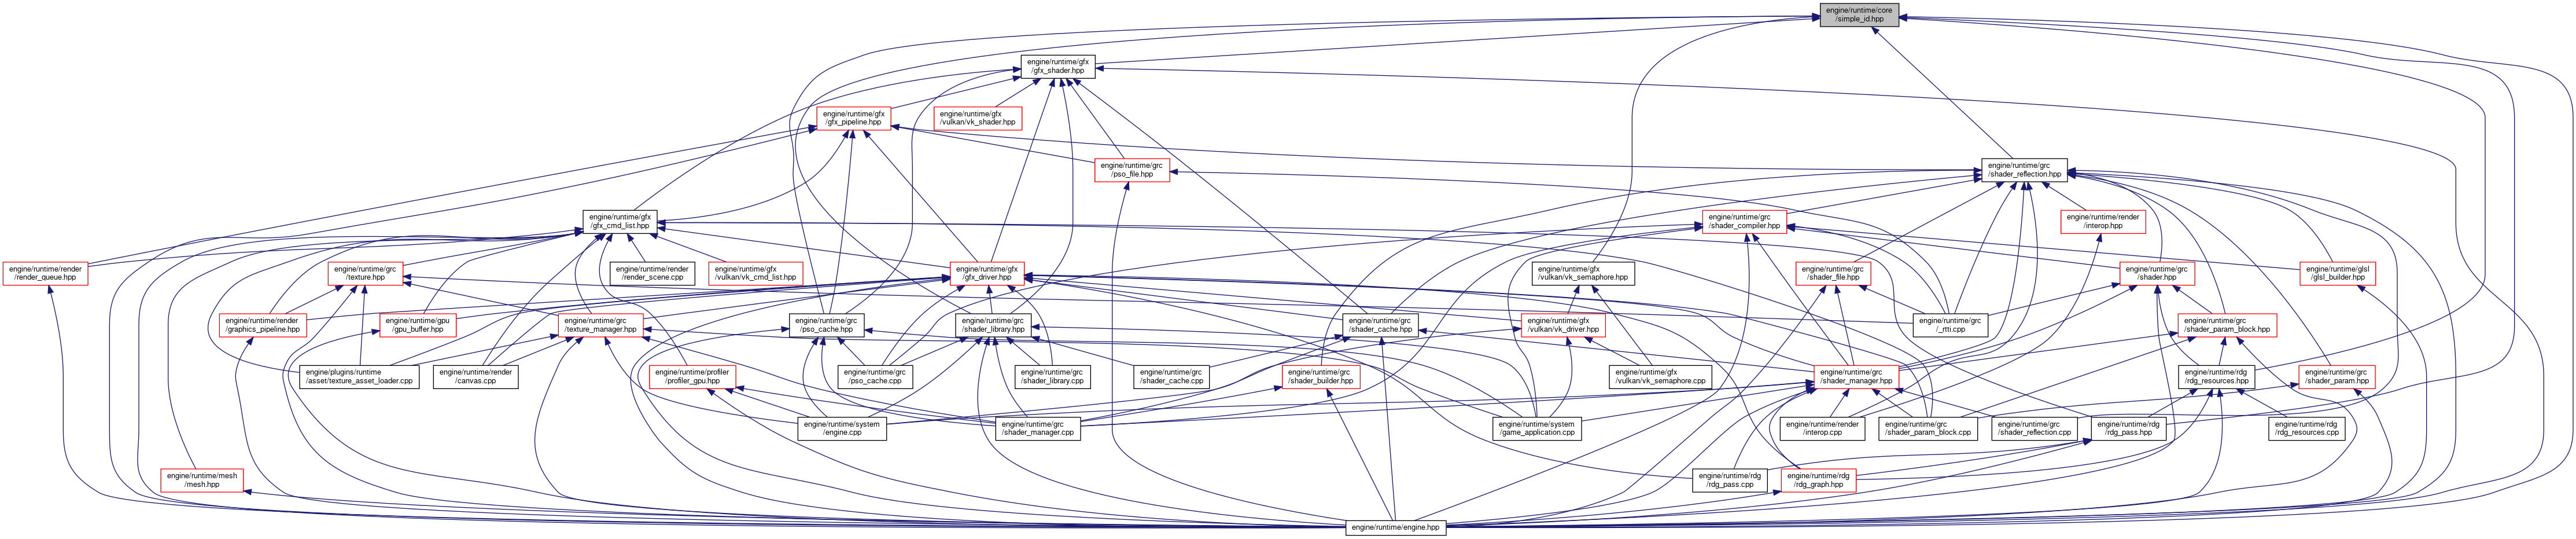 engine/runtime/core
/simple_id.hpp
engine/runtime/gfx
/gfx_shader.hpp
engine/runtime/gfx
/gfx_pipeline.hpp
engine/runtime/gfx
/vulkan/vk_shader.hpp
engine/runtime/grc
/pso_file.hpp
engine/runtime/grc
/shader_reflection.hpp
engine/runtime/gfx
/gfx_cmd_list.hpp
engine/runtime/grc
/shader_compiler.hpp
engine/runtime/render
/interop.hpp
engine/runtime/render
/render_queue.hpp
engine/runtime/grc
/texture.hpp
engine/runtime/render
/render_scene.cpp
engine/runtime/gfx
/vulkan/vk_cmd_list.hpp
engine/runtime/gfx
/gfx_driver.hpp
engine/runtime/gfx
/vulkan/vk_semaphore.hpp
engine/runtime/grc
/shader_file.hpp
engine/runtime/grc
/shader.hpp
engine/runtime/glsl
/glsl_builder.hpp
engine/runtime/render
/graphics_pipeline.hpp
engine/runtime/gpu
/gpu_buffer.hpp
engine/runtime/grc
/texture_manager.hpp
engine/runtime/grc
/pso_cache.hpp
engine/runtime/grc
/shader_library.hpp
engine/runtime/grc
/shader_cache.hpp
engine/runtime/gfx
/vulkan/vk_driver.hpp
engine/runtime/grc
/_rtti.cpp
engine/runtime/grc
/shader_param_block.hpp
engine/plugins/runtime
/asset/texture_asset_loader.cpp
engine/runtime/render
/canvas.cpp
engine/runtime/profiler
/profiler_gpu.hpp
engine/runtime/grc
/pso_cache.cpp
engine/runtime/grc
/shader_library.cpp
engine/runtime/grc
/shader_cache.cpp
engine/runtime/grc
/shader_builder.hpp
engine/runtime/gfx
/vulkan/vk_semaphore.cpp
engine/runtime/grc
/shader_manager.hpp
engine/runtime/rdg
/rdg_resources.hpp
engine/runtime/grc
/shader_param.hpp
engine/runtime/system
/engine.cpp
engine/runtime/grc
/shader_manager.cpp
engine/runtime/system
/game_application.cpp
engine/runtime/render
/interop.cpp
engine/runtime/grc
/shader_param_block.cpp
engine/runtime/grc
/shader_reflection.cpp
engine/runtime/rdg
/rdg_pass.hpp
engine/runtime/rdg
/rdg_resources.cpp
engine/runtime/mesh
/mesh.hpp
engine/runtime/rdg
/rdg_pass.cpp
engine/runtime/rdg
/rdg_graph.hpp
engine/runtime/engine.hpp